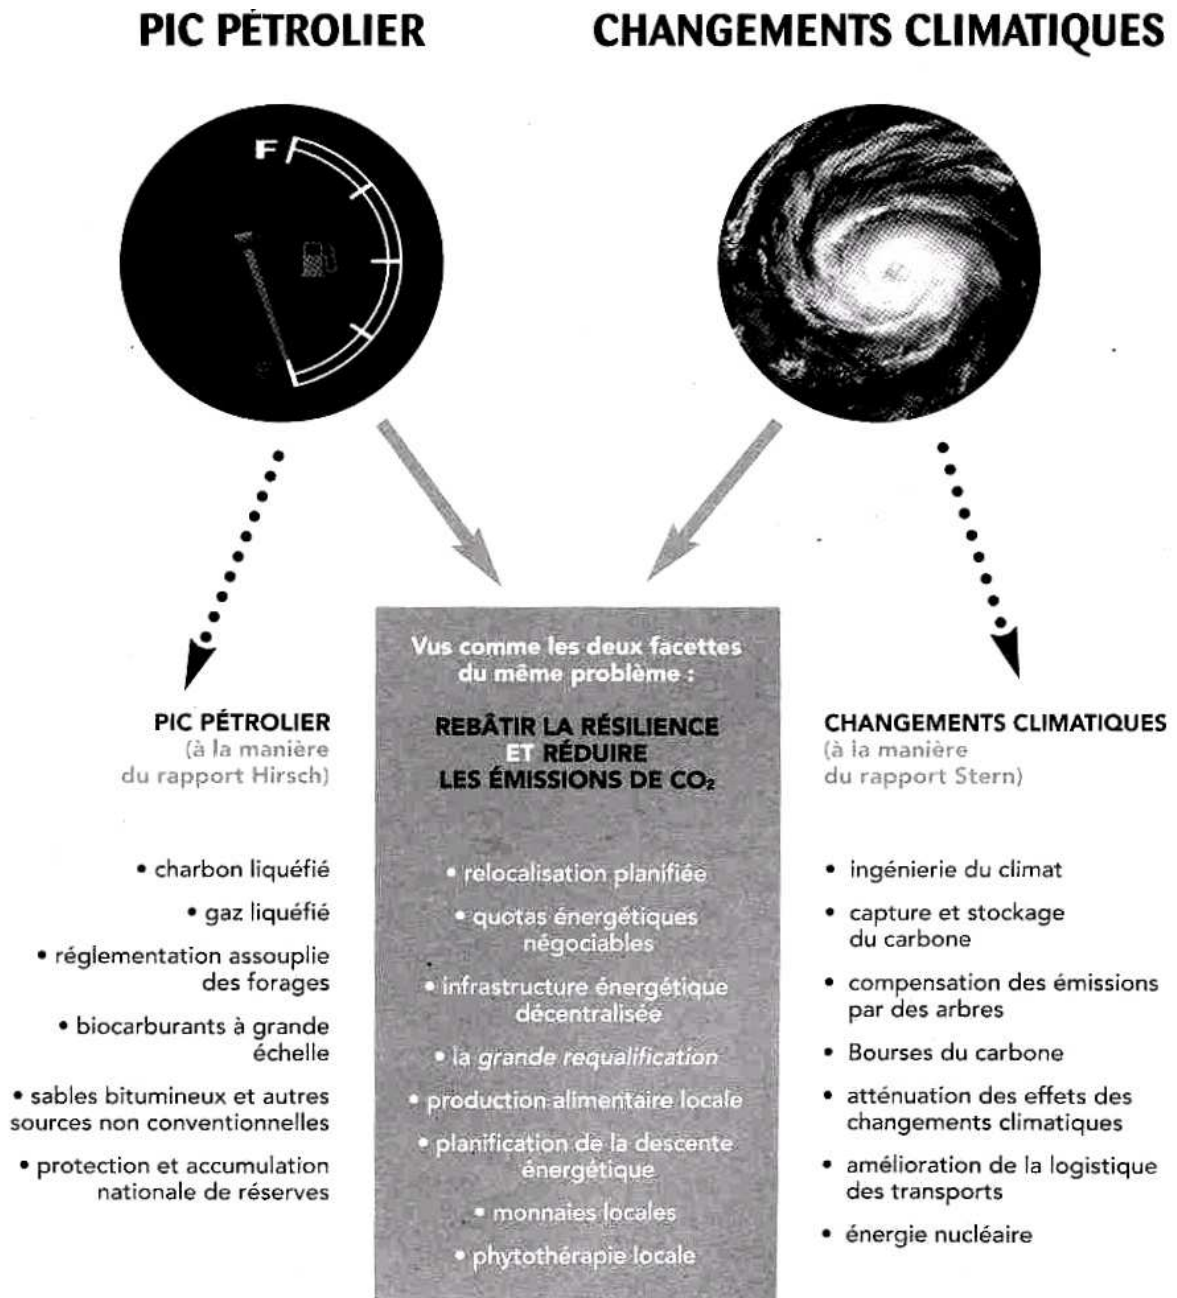 PIC PÉTROLIER
CHANGEMENTS CLIMATIQUES
F
PIC PÉTROLIER
(à la manière
du rapport Hirsch)
• charbon liquéfié
• gaz liquéfié
• réglementation assouplie
des forages
• biocarburants à grande
échelle
• sables bitumineux et autres
sources non conventionnelles
• protection et accumulation
nationale de réserves
Vus comme les deux facettes
du même problème :
REBÂTIR LA RÉSILIENCE
ET RÉDUIRE
LES ÉMISSIONS DE CO₂
• relocalisation planifiée
• quotas énergétiques
négociables
• infrastructure énergétique
décentralisée
• la grande requalification
• production alimentaire locale
• planification de la descente
énergétique
• monnaies locales
• phytothérapie locale
CHANGEMENTS CLIMATIQUES
(à la manière
du rapport Stern)
• ingénierie du climat
• capture et stockage
du carbone
• compensation des émissions
par des arbres
• Bourses du carbone
• atténuation des effets des
changements climatiques
• amélioration de la logistique
des transports
• énergie nucléaire